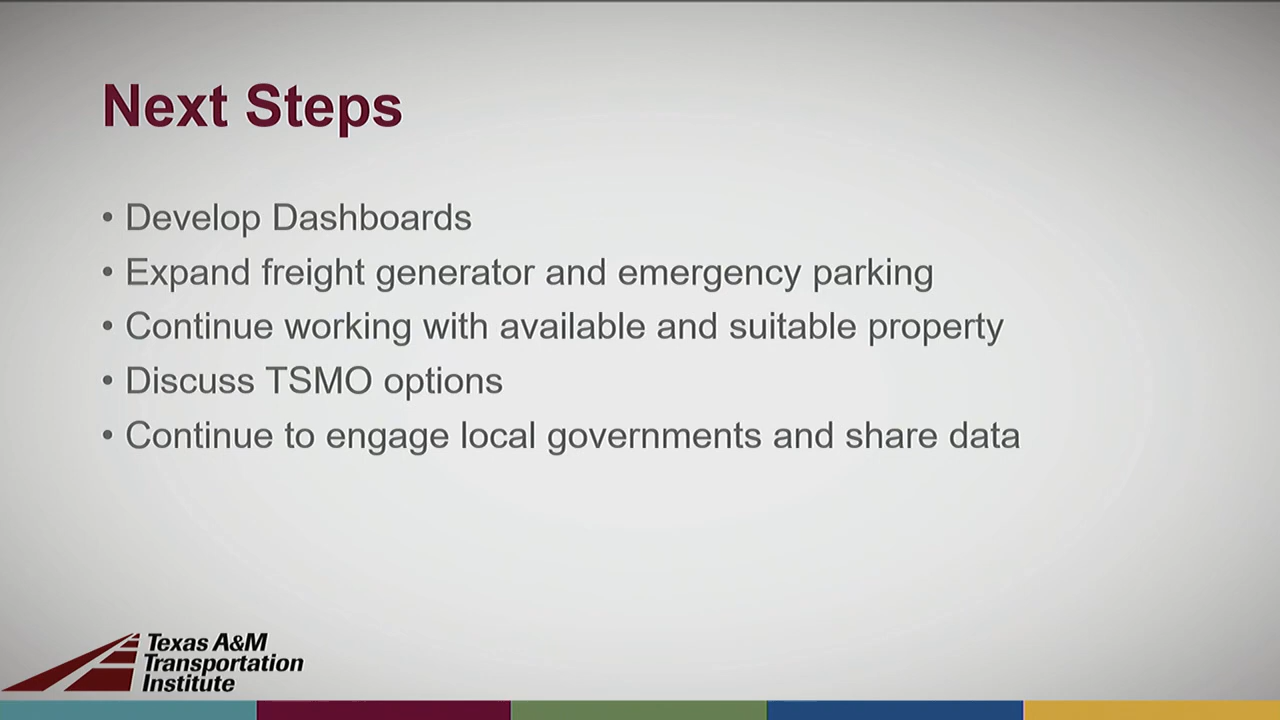 Next Steps
• Develop Dashboards
• Expand freight generator and emergency parking
• Continue working with available and suitable property
• Discuss TSMO options
• Continue to engage local governments and share data
Texas A&M
Transportation
Institute